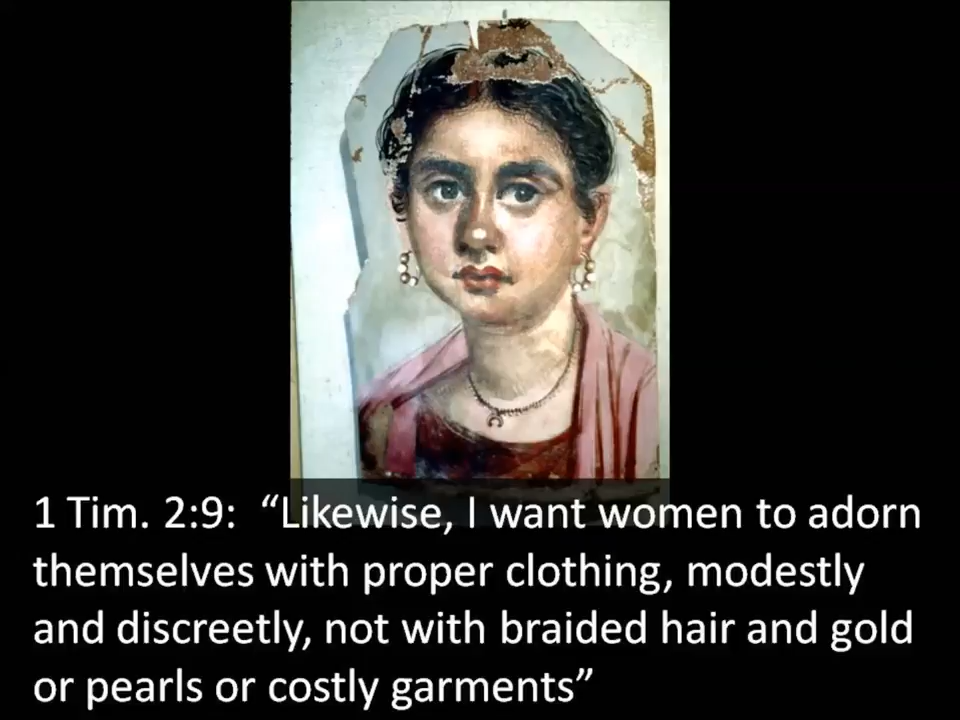 1 Tim. 2:9:  “Likewise, I want women to adorn
themselves with proper clothing, modestly
and discreetly, not with braided hair and gold
or pearls or costly garments”